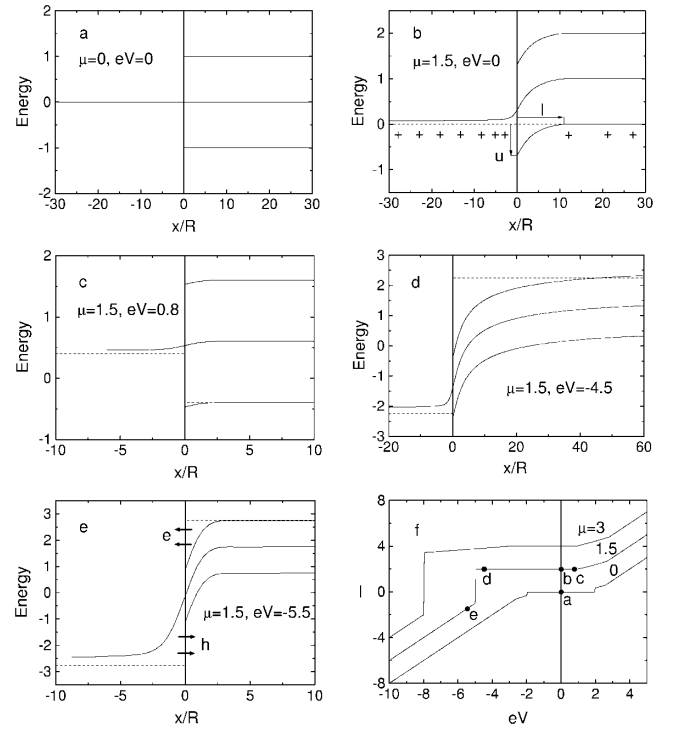 a
μ=0, eV=0
Energy
2
1
0
-1
-2
-30 -20 -10 0 10 20 30
x/R
b
μ=1.5, eV=0
Energy
2
1
0
-1
l
u
+ + + + + + + + + +
-30 -20 -10 0 10 20 30
x/R
c
μ=1.5, eV=0.8
Energy
2
1
0
-1
-10 -5 0 5 10
x/R
d
μ=1.5, eV=-4.5
Energy
3
2
1
0
-1
-2
-3
-20 0 20 40 60
x/R
e
e
h
μ=1.5, eV=-5.5
Energy
3
2
1
0
-1
-2
-3
-10 -5 0 5 10
x/R
f
μ=3
1.5
0
d b c
a
e
I
8
4
0
-4
-8
-10 -8 -6 -4 -2 0 2 4
eV